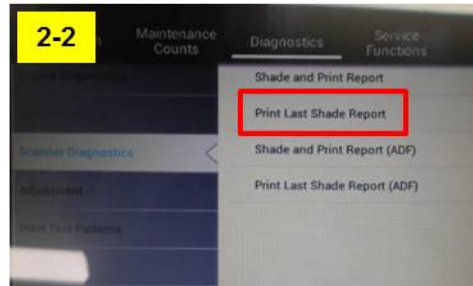 2-2
Maintenance
Counts
Diagnostics
Service
Functions
Shade and Print Report
Print Last Shade Report
Scanner Diagnostics
Shade and Print Report (ADF)
Adjustment
Print Last Shade Report (ADF)
Print Test Patterns